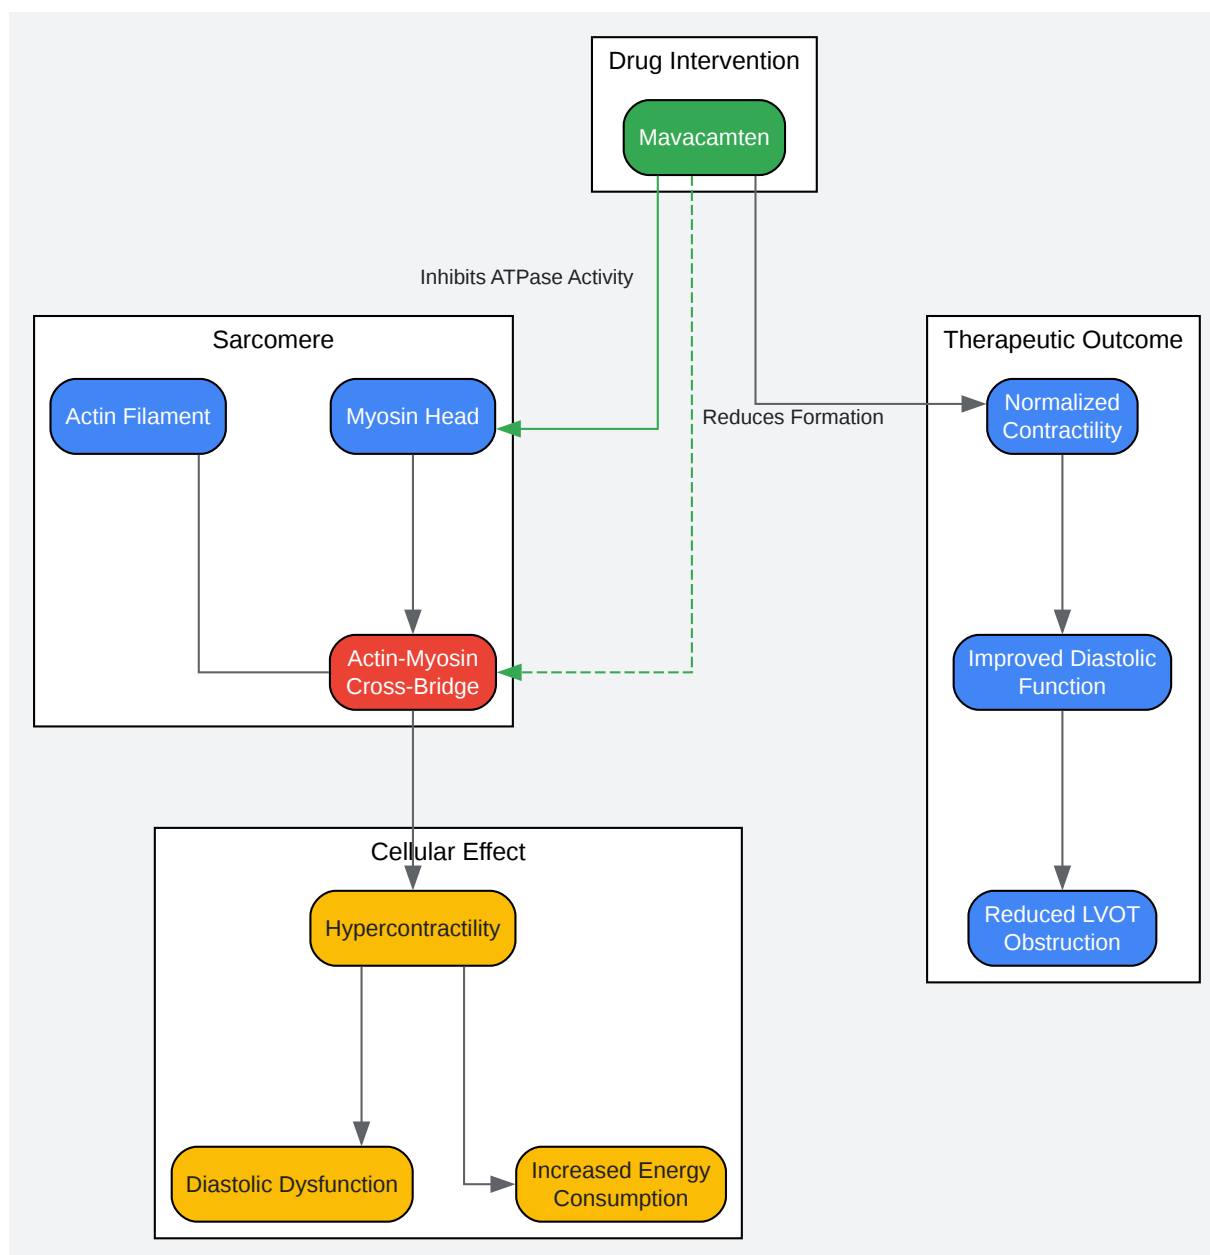 Drug Intervention
Mavacamten
Inhibits ATPase Activity
Sarcomere
Actin Filament
Myosin Head
Reduces Formation
Therapeutic Outcome
Normalized
Contractility
Actin-Myosin
Cross-Bridge
Improved Diastolic
Function
Cellular Effect
Hypercontractility
Reduced LVOT
Obstruction
Diastolic Dysfunction
Increased Energy
Consumption